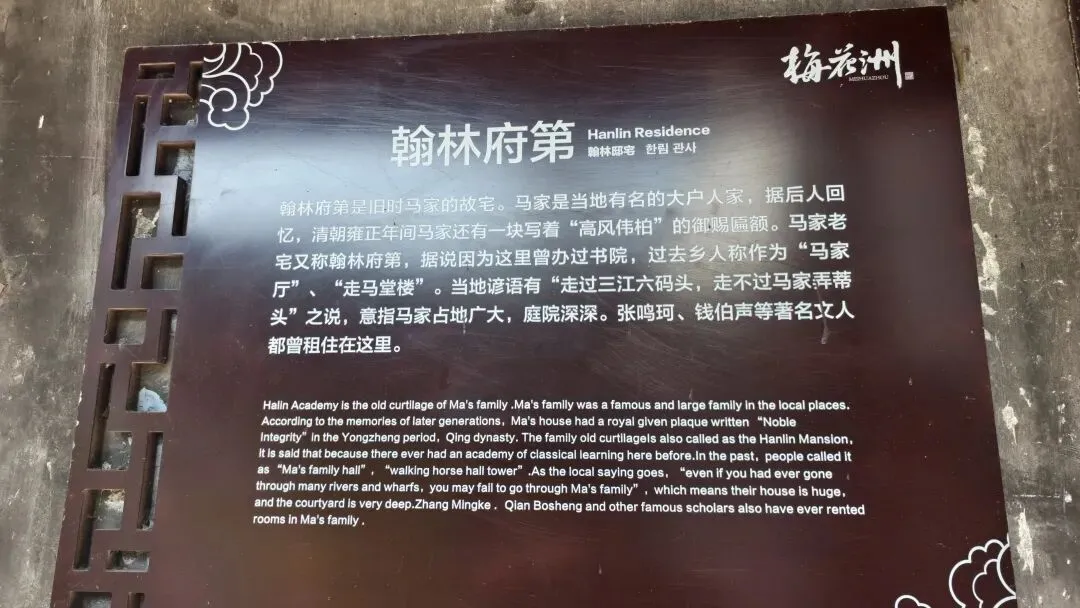 梅花洲
MEIHUAZHOU
翰林府第 Hanlin Residence
翰林邸宅 한림 관사
翰林府第是旧时马家的故宅。马家是当地有名的大户人家，据后人回
忆，清朝雍正年间马家还有一块写着“高风伟柏”的御赐匾额。马家老
宅又称翰林府第，据说因为这里曾办过书院，过去乡人称作为“马家
厅”、“走马堂楼”。当地谚语有“走过三江六码头，走不过马家弄蒂
头”之说，意指马家占地广大，庭院深深。张鸣珂、钱伯声等著名文人
都曾租住在这里。
Halin Academy is the old curtilage of Ma's family .Ma's family was a famous and large family in the local places.
According to the memories of later generations, Ma's house had a royal given plaque written “Noble
Integrity” in the Yongzheng period, Qing dynasty. The family old curtilageis also called as the Hanlin Mansion,
it is said that because there ever had an academy of classical learning here before.In the past, people called it
as “Ma's family hall”, “walking horse hall tower”.As the local saying goes, “even if you had ever gone
through many rivers and wharfs, you may fail to go through Ma's family”, which means their house is huge,
and the courtyard is very deep.Zhang Mingke . Qian Bosheng and other famous scholars also have ever rented
rooms in Ma's family .